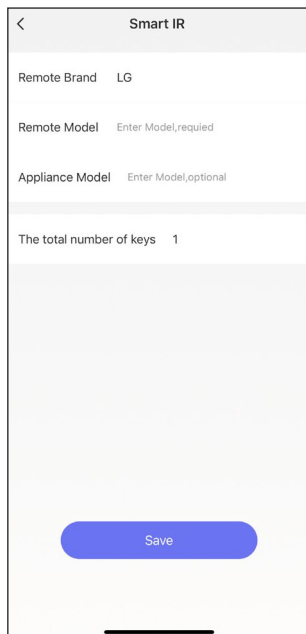 Smart IR
Remote Brand LG
Remote Model Enter Model,requied
Appliance Model Enter Model,optional
The total number of keys 1
Save